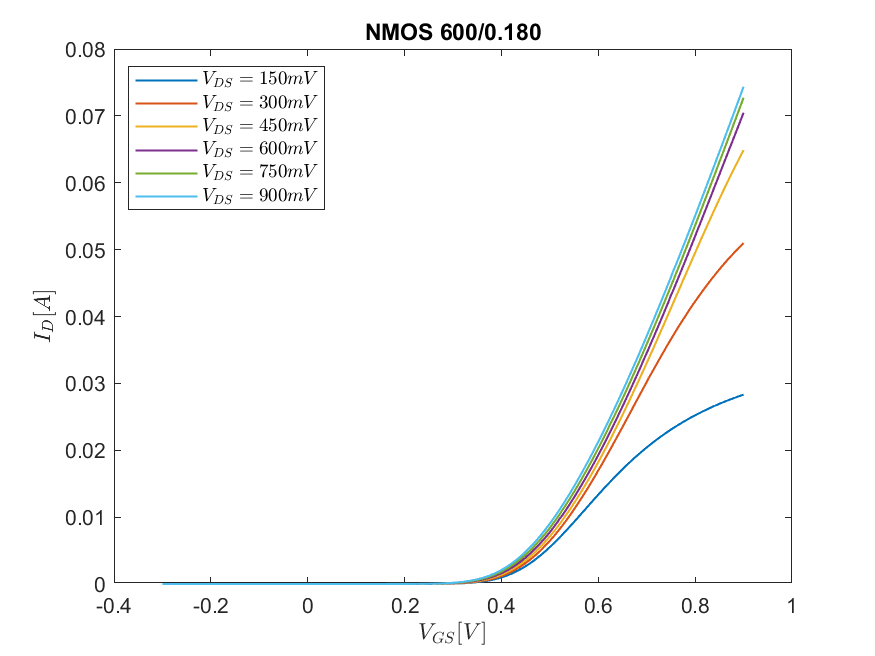 NMOS 600/0.180
0.08
0.07
0.06
0.05
0.04
0.03
0.02
0.01
0
I_D[A]
V_DS = 150mV
V_DS = 300mV
V_DS = 450mV
V_DS = 600mV
V_DS = 750mV
V_DS = 900mV
-0.4 -0.2 0 0.2 0.4 0.6 0.8 1
V_GS[V]